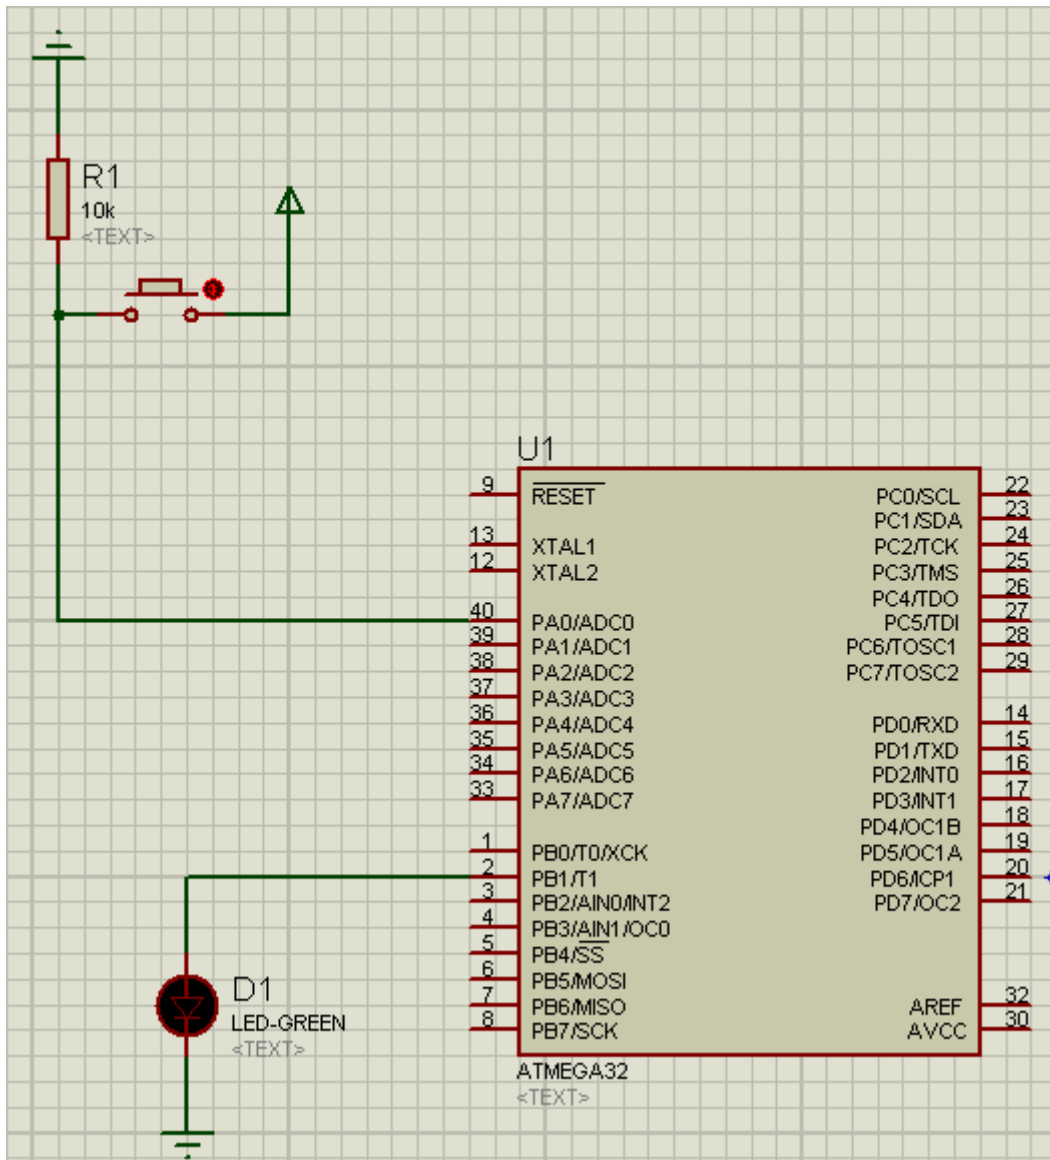 R1
10k
<TEXT>
U1
9 RESET PC0/SCL 22
PC1/SDA 23
13 XTAL1 PC2/TCK 24
12 XTAL2 PC3/TMS 25
PC4/TDO 26
40 PA0/ADC0 PC5/TDI 27
39 PA1/ADC1 PC6/TOSC1 28
38 PA2/ADC2 PC7/TOSC2 29
37 PA3/ADC3
36 PA4/ADC4 PD0/RXD 14
35 PA5/ADC5 PD1/TXD 15
34 PA6/ADC6 PD2/INT0 16
33 PA7/ADC7 PD3/INT1 17
PD4/OC1B 18
1 PB0/T0/XCK PD5/OC1A 19
2 PB1/T1 PD6/ICP1 20
3 PB2/AIN0/INT2 PD7/OC2 21
4 PB3/AIN1/OC0
5 PB4/SS
6 PB5/MOSI
7 PB6/MISO AREF 32
8 PB7/SCK AVCC 30
D1
LED-GREEN
<TEXT>
ATMEGA32
<TEXT>